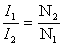 I₁/I₂ = N₂/N₁